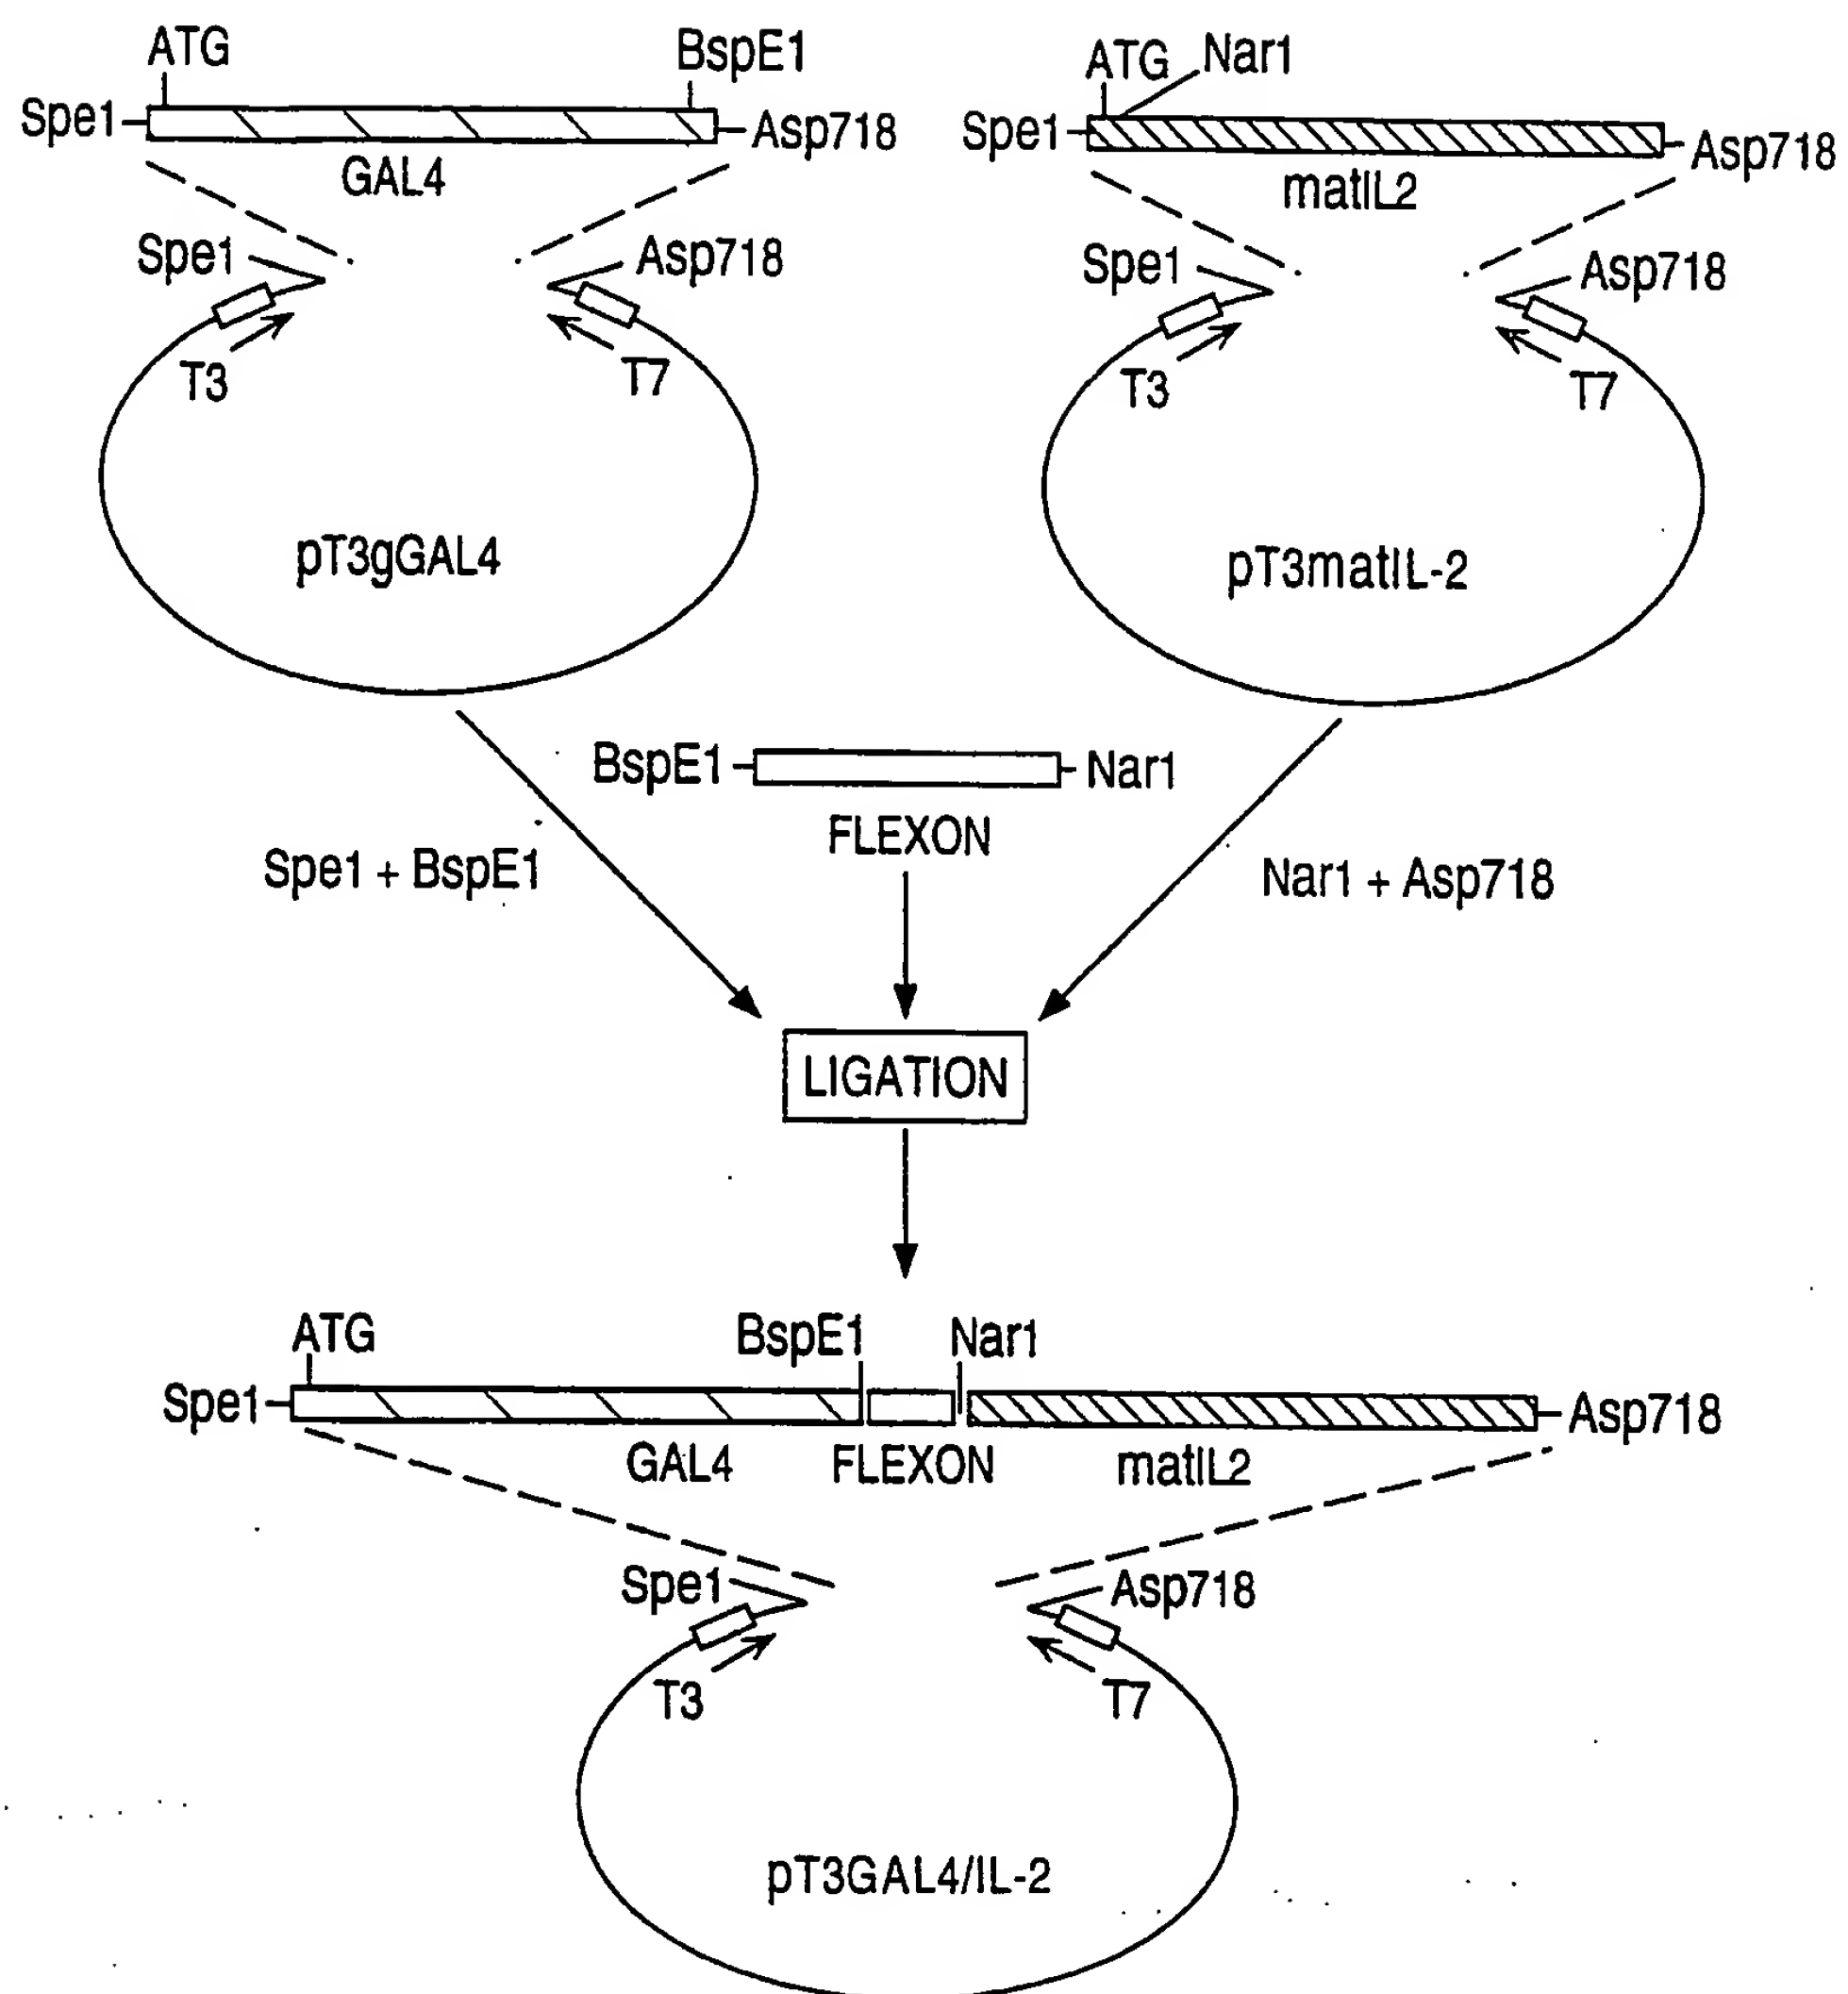 ATG BspE1
Spe1 Asp718
GAL4
Spe1 Asp718
T3 T7
pT3gGAL4
ATG Nar1
Spe1 Asp718
matIL2
Spe1 Asp718
T3 T7
pT3matIL-2
BspE1 Nar1
FLEXON
Spe1 + BspE1
Nar1 + Asp718
LIGATION
ATG BspE1 Nar1
Spe1 Asp718
GAL4 FLEXON matIL2
Spe1 Asp718
T3 T7
pT3GAL4/IL-2